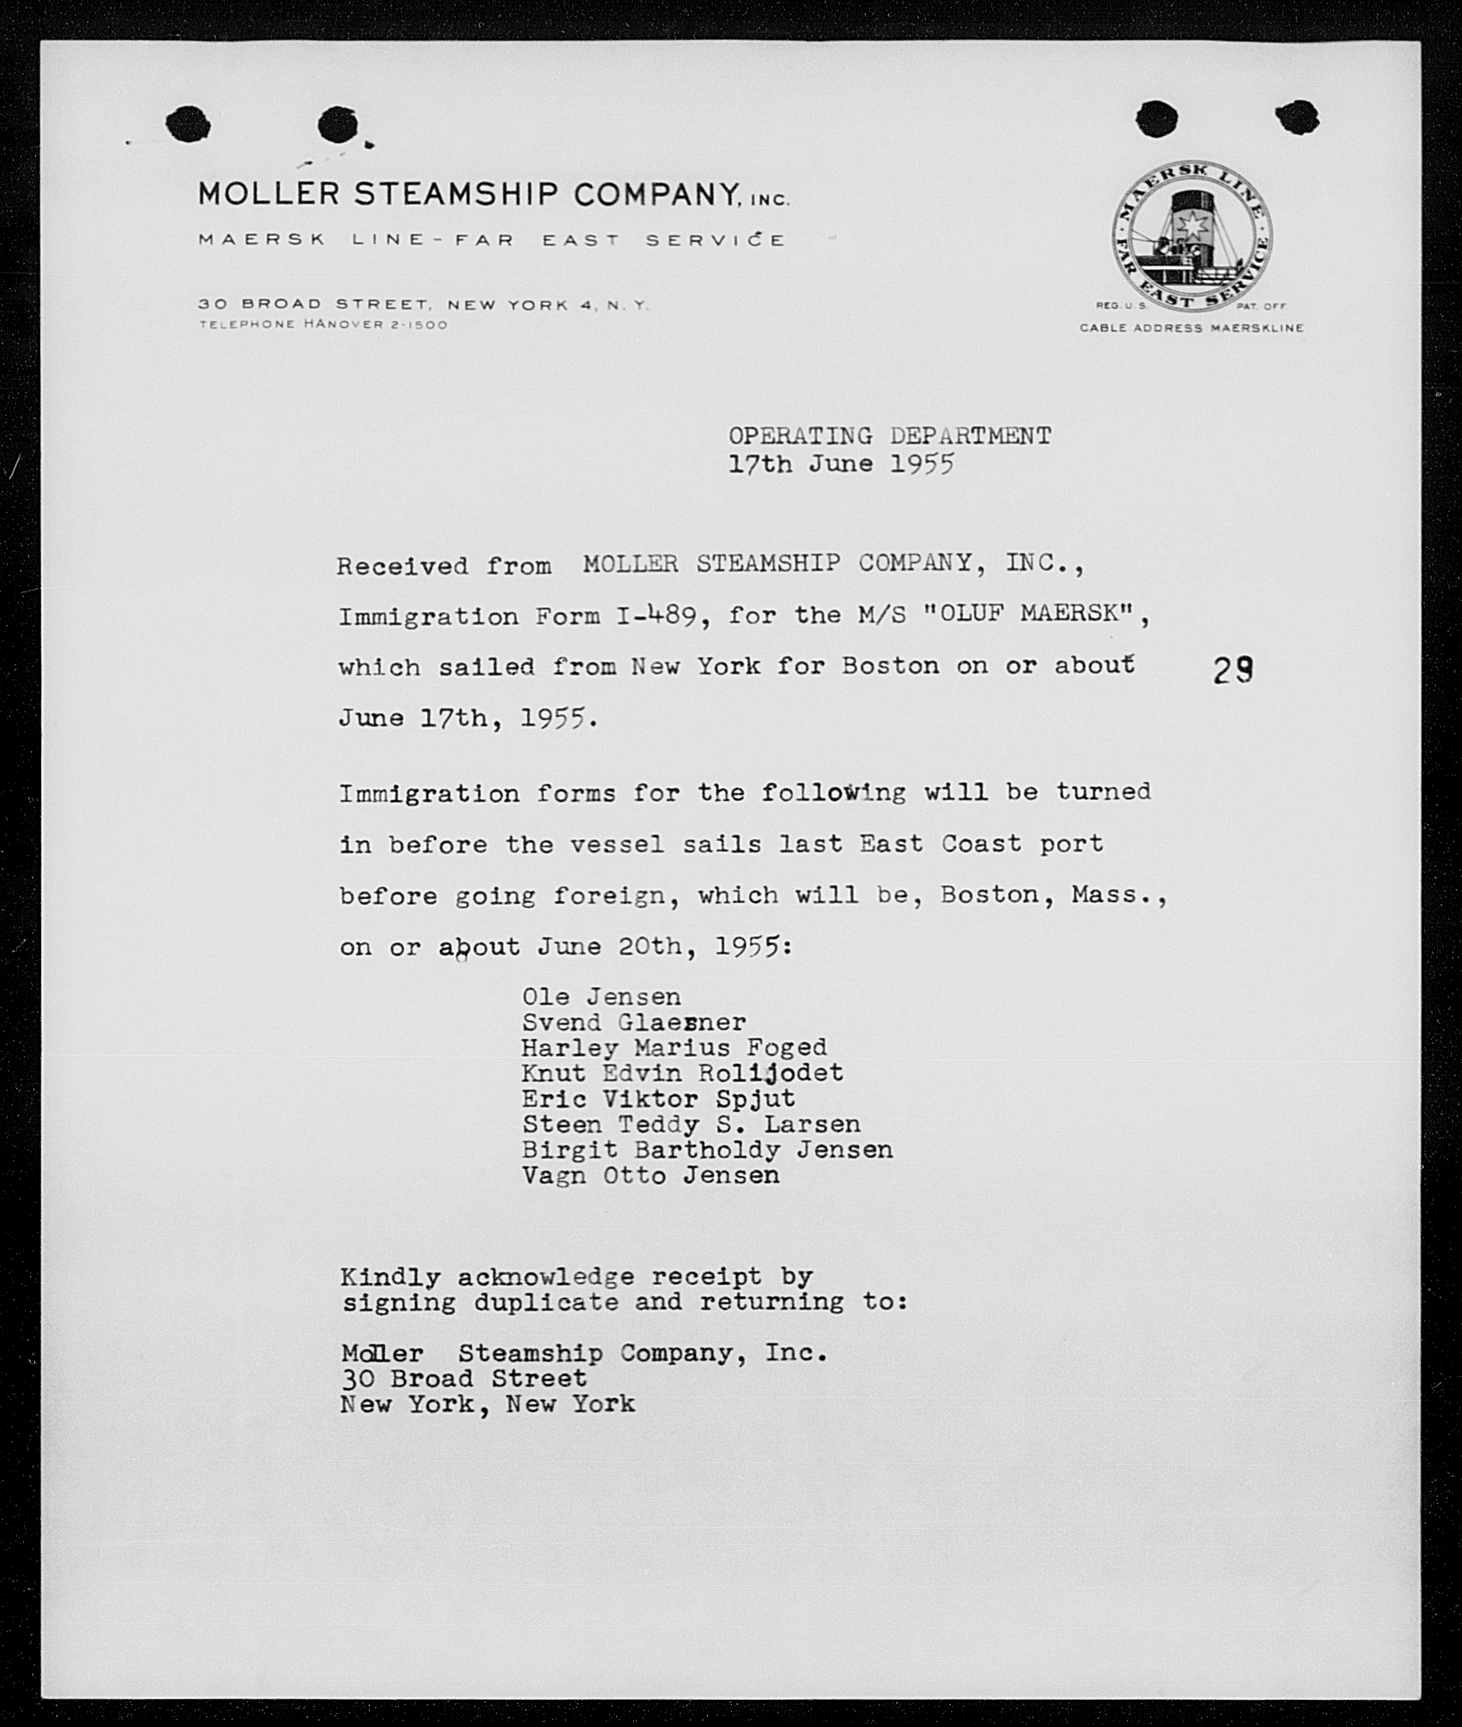 MOLLER STEAMSHIP COMPANY, INC.
MAERSK LINE-FAR EAST SERVICE
30 BROAD STREET, NEW YORK 4, N. Y.
TELEPHONE HANOVER 2-1500
MAERSK LINE
FAR EAST SERVICE
REG. U. S. PAT. OFF.
CABLE ADDRESS MAERSKLINE
OPERATING DEPARTMENT
17th June 1955
Received from MOLLER STEAMSHIP COMPANY, INC.,
Immigration Form I-489, for the M/S "OLUF MAERSK",
which sailed from New York for Boston on or about
29
June 17th, 1955.
Immigration forms for the following will be turned
in before the vessel sails last East Coast port
before going foreign, which will be, Boston, Mass.,
on or about June 20th, 1955:
Ole Jensen
Svend Glaesner
Harley Marius Foged
Knut Edvin Rolijodet
Eric Viktor Spjut
Steen Teddy S. Larsen
Birgit Bartholdy Jensen
Vagn Otto Jensen
Kindly acknowledge receipt by
signing duplicate and returning to:
Moller Steamship Company, Inc.
30 Broad Street
New York, New York